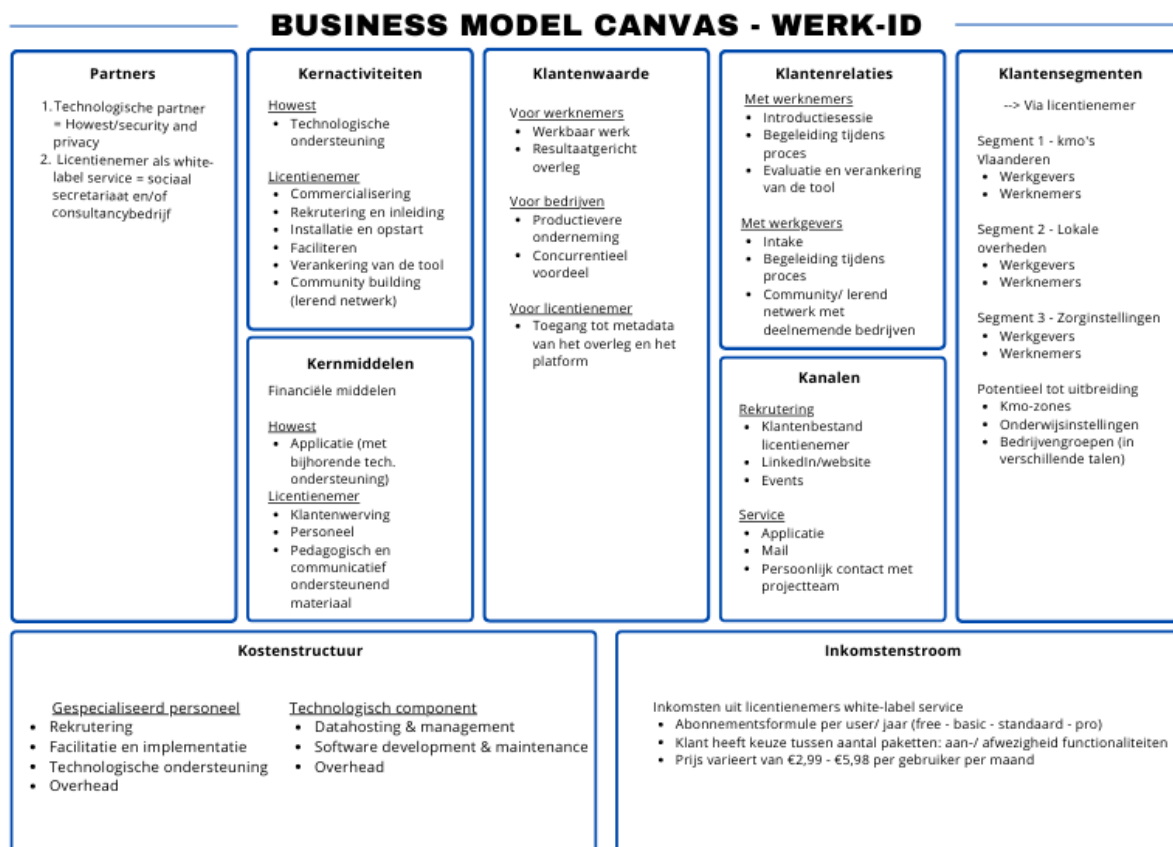 BUSINESS MODEL CANVAS - WERK-ID
Partners
1. Technologische partner
= Howest/security and
privacy
2. Licentienemer als white-
label service = sociaal
secretariaat en/of
consultancybedrijf
Kernactiviteiten
Howest
• Technologische
ondersteuning
Licentienemer
• Commercialisering
• Rekrutering en inleiding
• Installatie en opstart
• Faciliteren
• Verankering van de tool
• Community building
(lerend netwerk)
Kernmiddelen
Financiële middelen
Howest
• Applicatie (met
bijhorende tech.
ondersteuning)
Licentienemer
• Klantenwerving
• Personeel
• Pedagogisch en
communicatief
ondersteunend
materiaal
Klantenwaarde
Voor werknemers
• Werkbaar werk
• Resultaatgericht
overleg
Voor bedrijven
• Productievere
onderneming
• Concurrentieel
voordeel
Voor licentienemer
• Toegang tot metadata
van het overleg en het
platform
Klantenrelaties
Met werknemers
• Introductiesessie
• Begeleiding tijdens
proces
• Evaluatie en verankering
van de tool
Met werkgevers
• Intake
• Begeleiding tijdens
proces
• Community/ lerend
netwerk met
deelnemende bedrijven
Kanalen
Rekrutering
• Klantenbestand
licentienemer
• LinkedIn/website
• Events
Service
• Applicatie
• Mail
• Persoonlijk contact met
projectteam
Klantensegmenten
--> Via licentienemer
Segment 1 - kmo's
Vlaanderen
• Werkgevers
• Werknemers
Segment 2 - Lokale
overheden
• Werkgevers
• Werknemers
Segment 3 - Zorginstellingen
• Werkgevers
• Werknemers
Potentieel tot uitbreiding
• Kmo-zones
• Onderwijsinstellingen
• Bedrijvengroepen (in
verschillende talen)
Kostenstructuur
Gespecialiseerd personeel
• Rekrutering
• Facilitatie en implementatie
• Technologische ondersteuning
• Overhead
Technologisch component
• Datahosting & management
• Software development & maintenance
• Overhead
Inkomstenstroom
Inkomsten uit licentienemers white-label service
• Abonnementsformule per user/ jaar (free - basic - standaard - pro)
• Klant heeft keuze tussen aantal paketten: aan-/ afwezigheid functionaliteiten
• Prijs varieert van €2,99 - €5,98 per gebruiker per maand